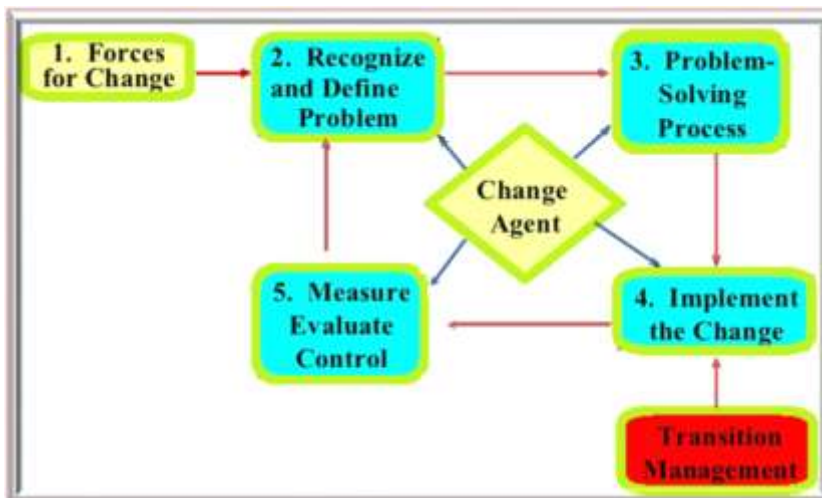 1. Forces
for Change
2. Recognize
and Define
Problem
3. Problem-
Solving
Process
Change
Agent
5. Measure
Evaluate
Control
4. Implement
the Change
Transition
Management